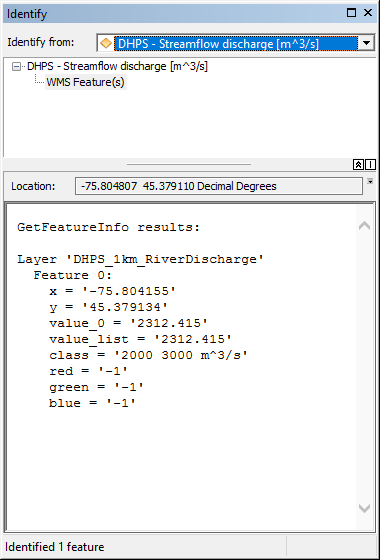 Identify
Identify from: DHPS - Streamflow discharge [m^3/s]
DHPS - Streamflow discharge [m^3/s]
WMS Feature(s)
Location: -75.804807 45.379110 Decimal Degrees
GetFeatureInfo results:
Layer 'DHPS_1km_RiverDischarge'
Feature 0:
x = '-75.804155'
y = '45.379134'
value_0 = '2312.415'
value_list = '2312.415'
class = '2000 3000 m^3/s'
red = '-1'
green = '-1'
blue = '-1'
Identified 1 feature